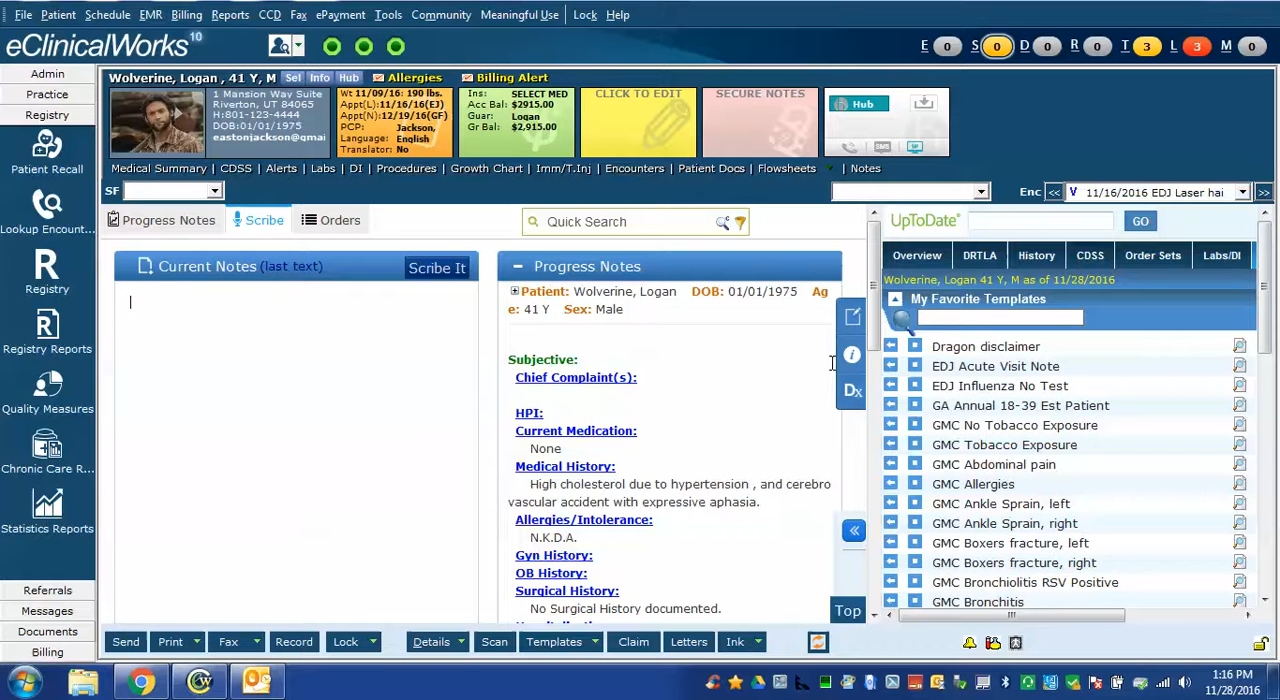 File Patient Schedule EMR Billing Reports CCD Fax ePayment Tools Community Meaningful Use Lock Help
eClinicalWorks 10
E 0 S 0 D 0 R 0 T 3 L 3 M 0
Admin
Practice
Registry
Patient Recall
Lookup Encount...
Registry
Registry Reports
Quality Measures
Chronic Care R...
Statistics Reports
Referrals
Messages
Documents
Billing
Wolverine, Logan , 41 Y, M Sel Info Hub Allergies Billing Alert
1 Mansion Way Suite
Riverton, UT 84065
H:801-123-4444
DOB:01/01/1975
eastonjackson@gmai
Wt 11/09/16: 190 lbs.
Appt(L):11/16/16(EJ)
Appt(N):12/19/16(GF)
PCP: Jackson,
Language: English
Translator: No
Ins: SELECT MED
Acc Bal: $2915.00
Guar: Logan
Gr Bal: $2,915.00
CLICK TO EDIT
SECURE NOTES
Hub
SMS
Medical Summary CDSS Alerts Labs DI Procedures Growth Chart Imm/T.Inj Encounters Patient Docs Flowsheets Notes
SF
Enc << V 11/16/2016 EDJ Laser hai >>
Progress Notes Scribe Orders
Quick Search
Current Notes (last text) Scribe It
Progress Notes
Patient: Wolverine, Logan DOB: 01/01/1975 Ag
e: 41 Y Sex: Male
Subjective:
Chief Complaint(s):
HPI:
Current Medication:
None
Medical History:
High cholesterol due to hypertension , and cerebro
vascular accident with expressive aphasia.
Allergies/Intolerance:
N.K.D.A.
Gyn History:
OB History:
Surgical History:
No Surgical History documented.
i
Dx
«
Top
UpToDate GO
Overview DRTLA History CDSS Order Sets Labs/DI
Wolverine, Logan 41 Y, M as of 11/28/2016
My Favorite Templates
Dragon disclaimer
EDJ Acute Visit Note
EDJ Influenza No Test
GA Annual 18-39 Est Patient
GMC No Tobacco Exposure
GMC Tobacco Exposure
GMC Abdominal pain
GMC Allergies
GMC Ankle Sprain, left
GMC Ankle Sprain, right
GMC Boxers fracture, left
GMC Boxers fracture, right
GMC Bronchiolitis RSV Positive
GMC Bronchitis
Send Print Fax Record Lock Details Scan Templates Claim Letters Ink
1:16 PM
11/28/2016